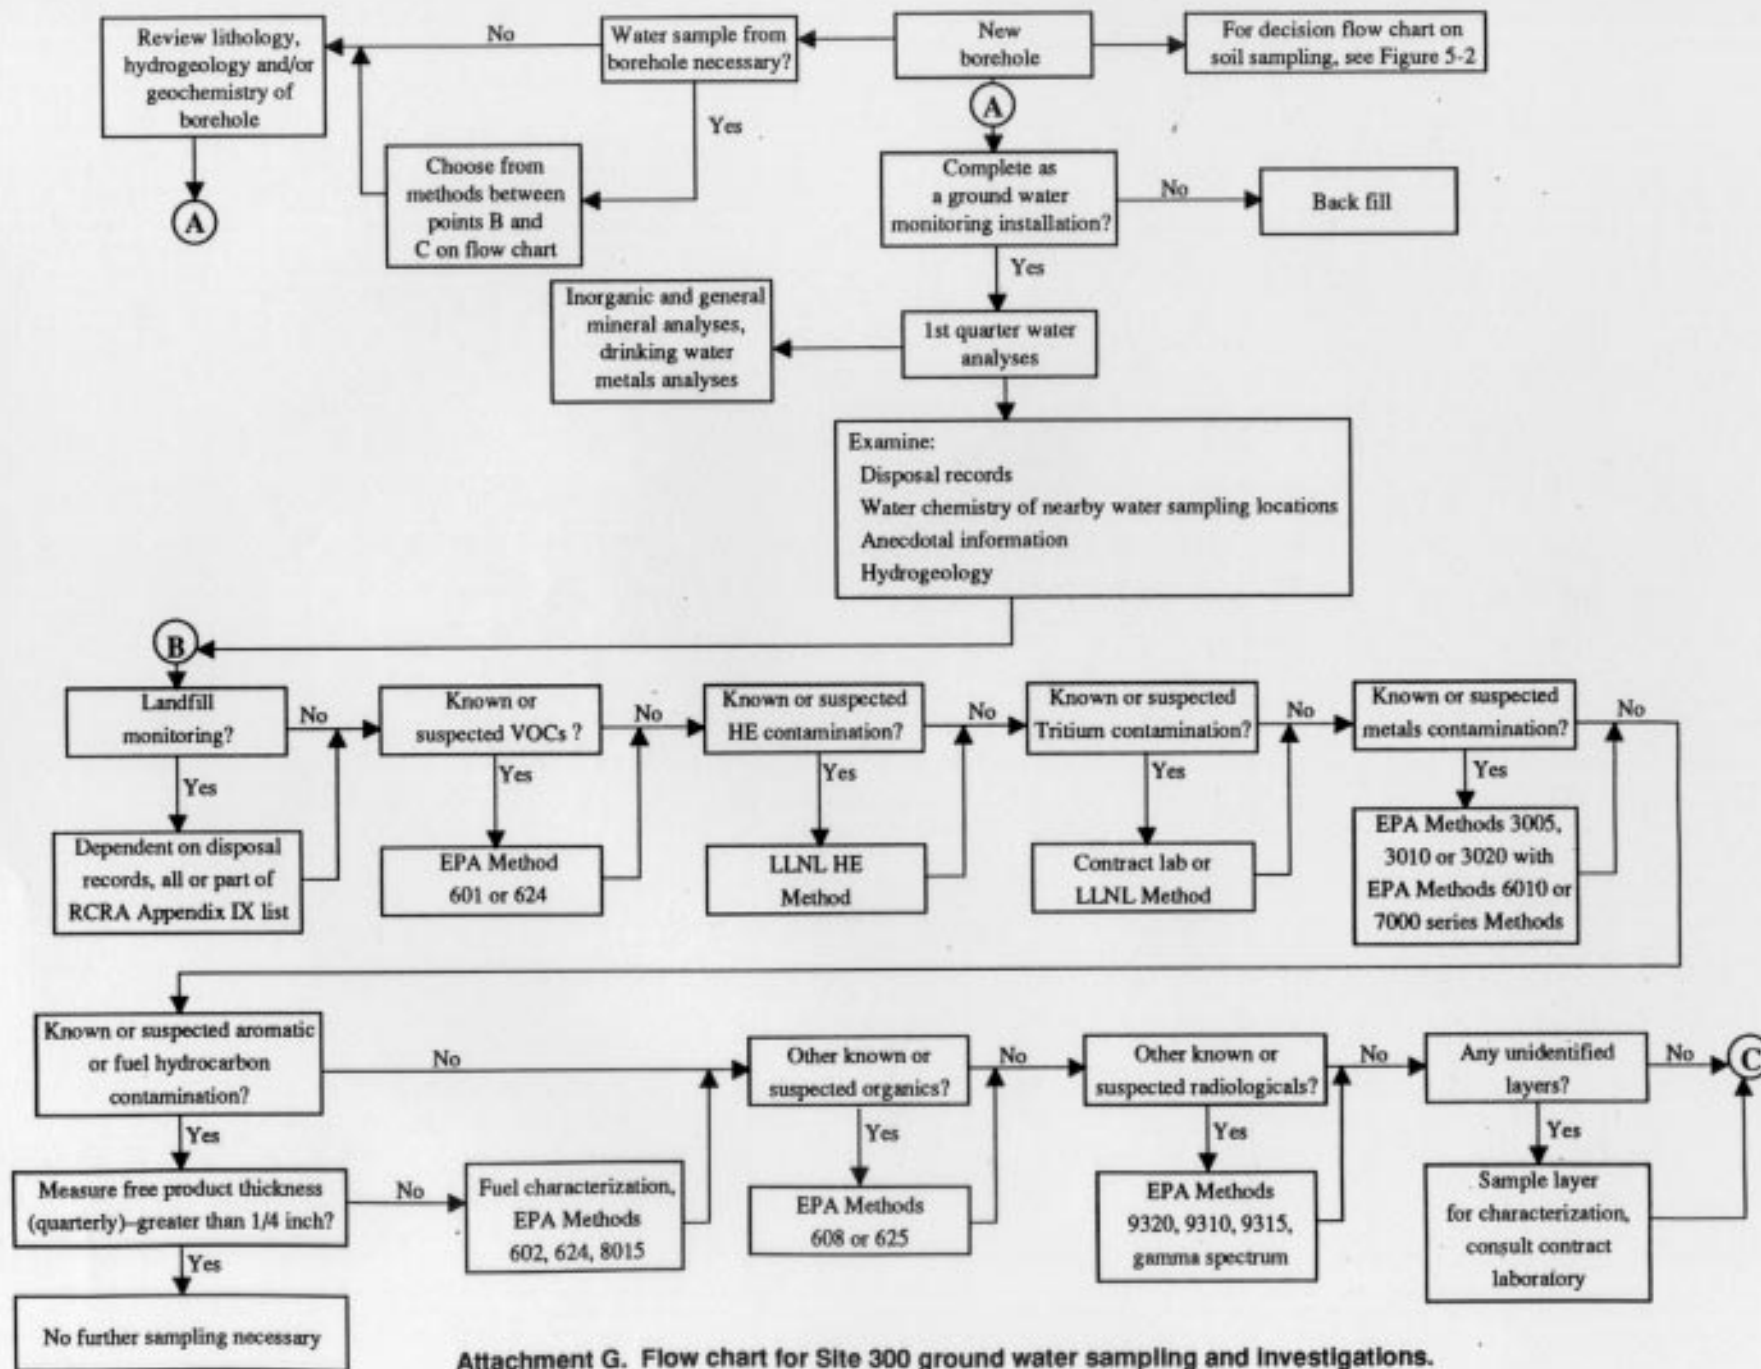 Review lithology,
hydrogeology and/or
geochemistry of
borehole
No
Water sample from
borehole necessary?
New
borehole
For decision flow chart on
soil sampling, see Figure 5-2
A
Yes
Choose from
methods between
points B and
C on flow chart
A
Complete as
a ground water
monitoring installation?
No
Back fill
Yes
Inorganic and general
mineral analyses,
drinking water
metals analyses
1st quarter water
analyses
Examine:
Disposal records
Water chemistry of nearby water sampling locations
Anecdotal information
Hydrogeology
B
Landfill
monitoring?
No
Yes
Dependent on disposal
records, all or part of
RCRA Appendix IX list
Known or
suspected VOCs ?
No
Yes
EPA Method
601 or 624
Known or suspected
HE contamination?
No
Yes
LLNL HE
Method
Known or suspected
Tritium contamination?
No
Yes
Contract lab or
LLNL Method
Known or suspected
metals contamination?
No
Yes
EPA Methods 3005,
3010 or 3020 with
EPA Methods 6010 or
7000 series Methods
Known or suspected aromatic
or fuel hydrocarbon
contamination?
No
Yes
Measure free product thickness
(quarterly)–greater than 1/4 inch?
No
Yes
No further sampling necessary
Fuel characterization,
EPA Methods
602, 624, 8015
Other known or
suspected organics?
No
Yes
EPA Methods
608 or 625
Other known or
suspected radiologicals?
No
Yes
EPA Methods
9320, 9310, 9315,
gamma spectrum
Any unidentified
layers?
No
Yes
Sample layer
for characterization,
consult contract
laboratory
C
Attachment G. Flow chart for Site 300 ground water sampling and investigations.